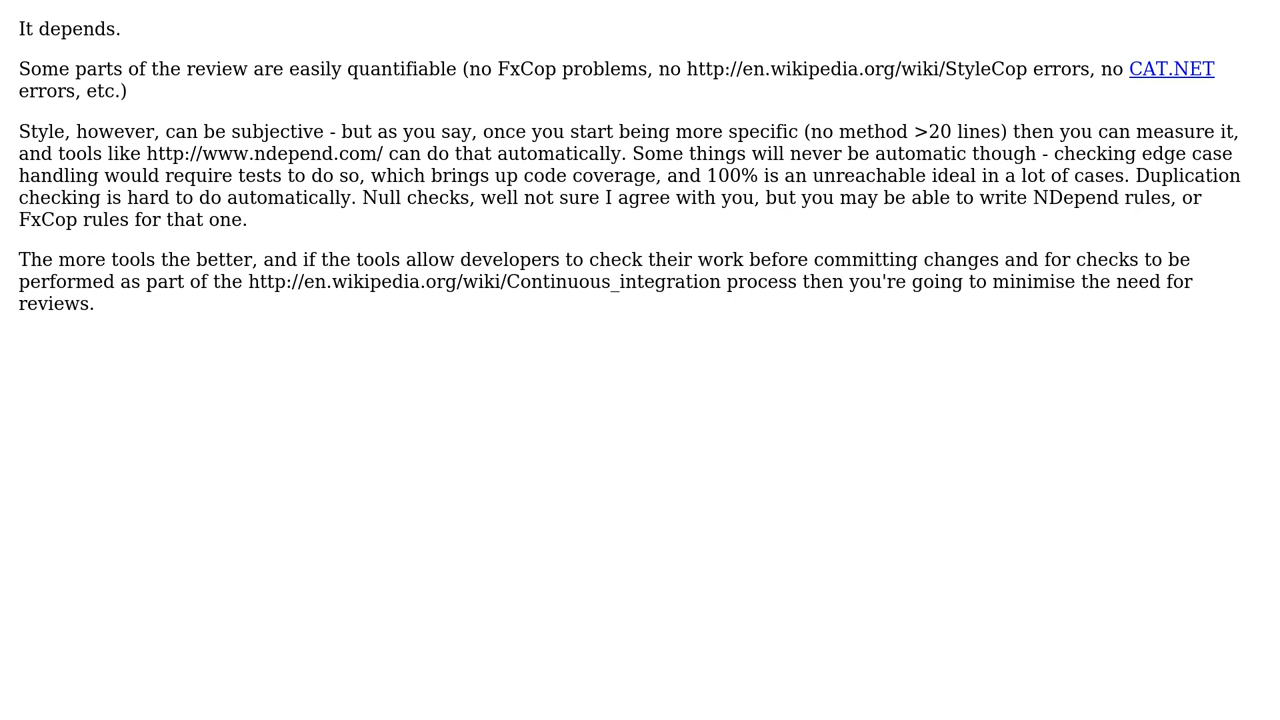 It depends.
Some parts of the review are easily quantifiable (no FxCop problems, no http://en.wikipedia.org/wiki/StyleCop errors, no CAT.NET
errors, etc.)
Style, however, can be subjective - but as you say, once you start being more specific (no method >20 lines) then you can measure it,
and tools like http://www.ndepend.com/ can do that automatically. Some things will never be automatic though - checking edge case
handling would require tests to do so, which brings up code coverage, and 100% is an unreachable ideal in a lot of cases. Duplication
checking is hard to do automatically. Null checks, well not sure I agree with you, but you may be able to write NDepend rules, or
FxCop rules for that one.
The more tools the better, and if the tools allow developers to check their work before committing changes and for checks to be
performed as part of the http://en.wikipedia.org/wiki/Continuous_integration process then you're going to minimise the need for
reviews.